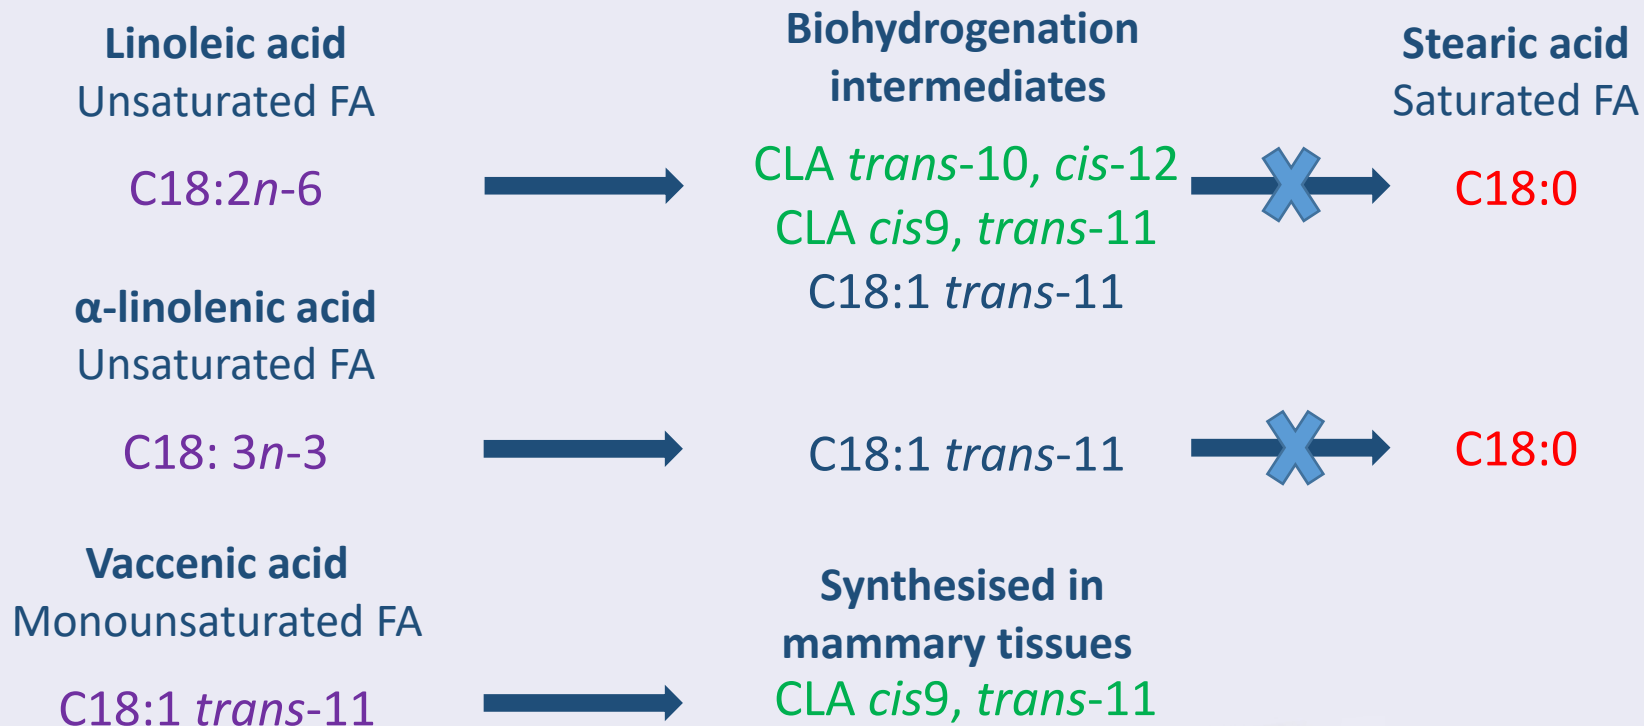 Linoleic acid
Unsaturated FA
C18:2n-6
Biohydrogenation
intermediates
CLA trans-10, cis-12
CLA cis9, trans-11
C18:1 trans-11
Stearic acid
Saturated FA
C18:0
α-linolenic acid
Unsaturated FA
C18: 3n-3
C18:1 trans-11
C18:0
Vaccenic acid
Monounsaturated FA
C18:1 trans-11
Synthesised in
mammary tissues
CLA cis9, trans-11